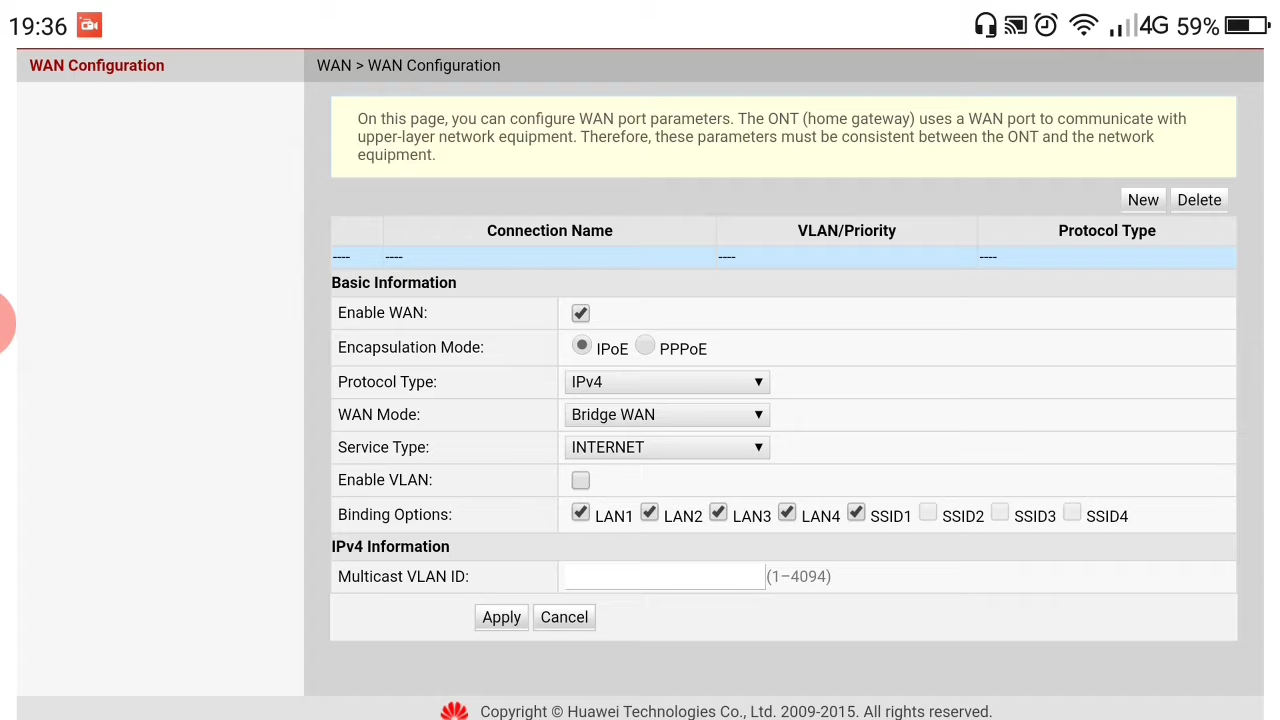 19:36 4G 59%
WAN Configuration
WAN > WAN Configuration
On this page, you can configure WAN port parameters. The ONT (home gateway) uses a WAN port to communicate with
upper-layer network equipment. Therefore, these parameters must be consistent between the ONT and the network
equipment.
New Delete
Connection Name VLAN/Priority Protocol Type
---- ---- ---- ----
Basic Information
Enable WAN:
Encapsulation Mode: IPoE PPPoE
Protocol Type: IPv4
WAN Mode: Bridge WAN
Service Type: INTERNET
Enable VLAN:
Binding Options: LAN1 LAN2 LAN3 LAN4 SSID1 SSID2 SSID3 SSID4
IPv4 Information
Multicast VLAN ID: (1–4094)
Apply Cancel
Copyright © Huawei Technologies Co., Ltd. 2009-2015. All rights reserved.